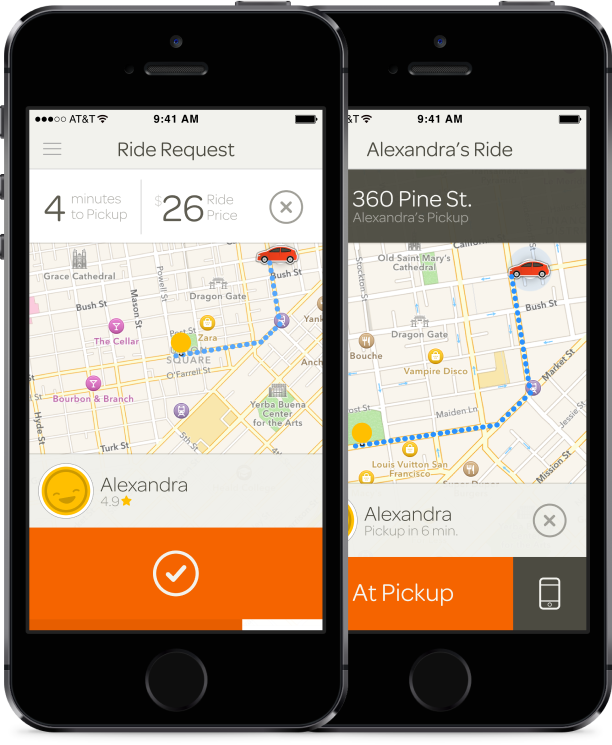 AT&T
9:41 AM
Ride Request
4 minutes to Pickup
$26 Ride Price
Grace Cathedral
Powell St
Bush St
Dragon Gate
Bush St
Mason St
The Cellar
Post St
Zara
Yank
SQUARE
O'Farrell St
Anch
Bourbon & Branch
Hyde St
Yerba Buena
Center
for the Arts
5th St
Turk St
Alexandra
4.9
&T
9:41 AM
Alexandra's Ride
360 Pine St.
Alexandra's Pickup
Old Saint Mary's
Cathedral
Stockton St
Bush St
Dragon Gate
Bouche
Vampire Disco
Market St
Maiden Ln
Jessie St
ost St
Louis Vuitton San
Francisco
Mission St
Alexandra
Pickup in 6 min.
At Pickup